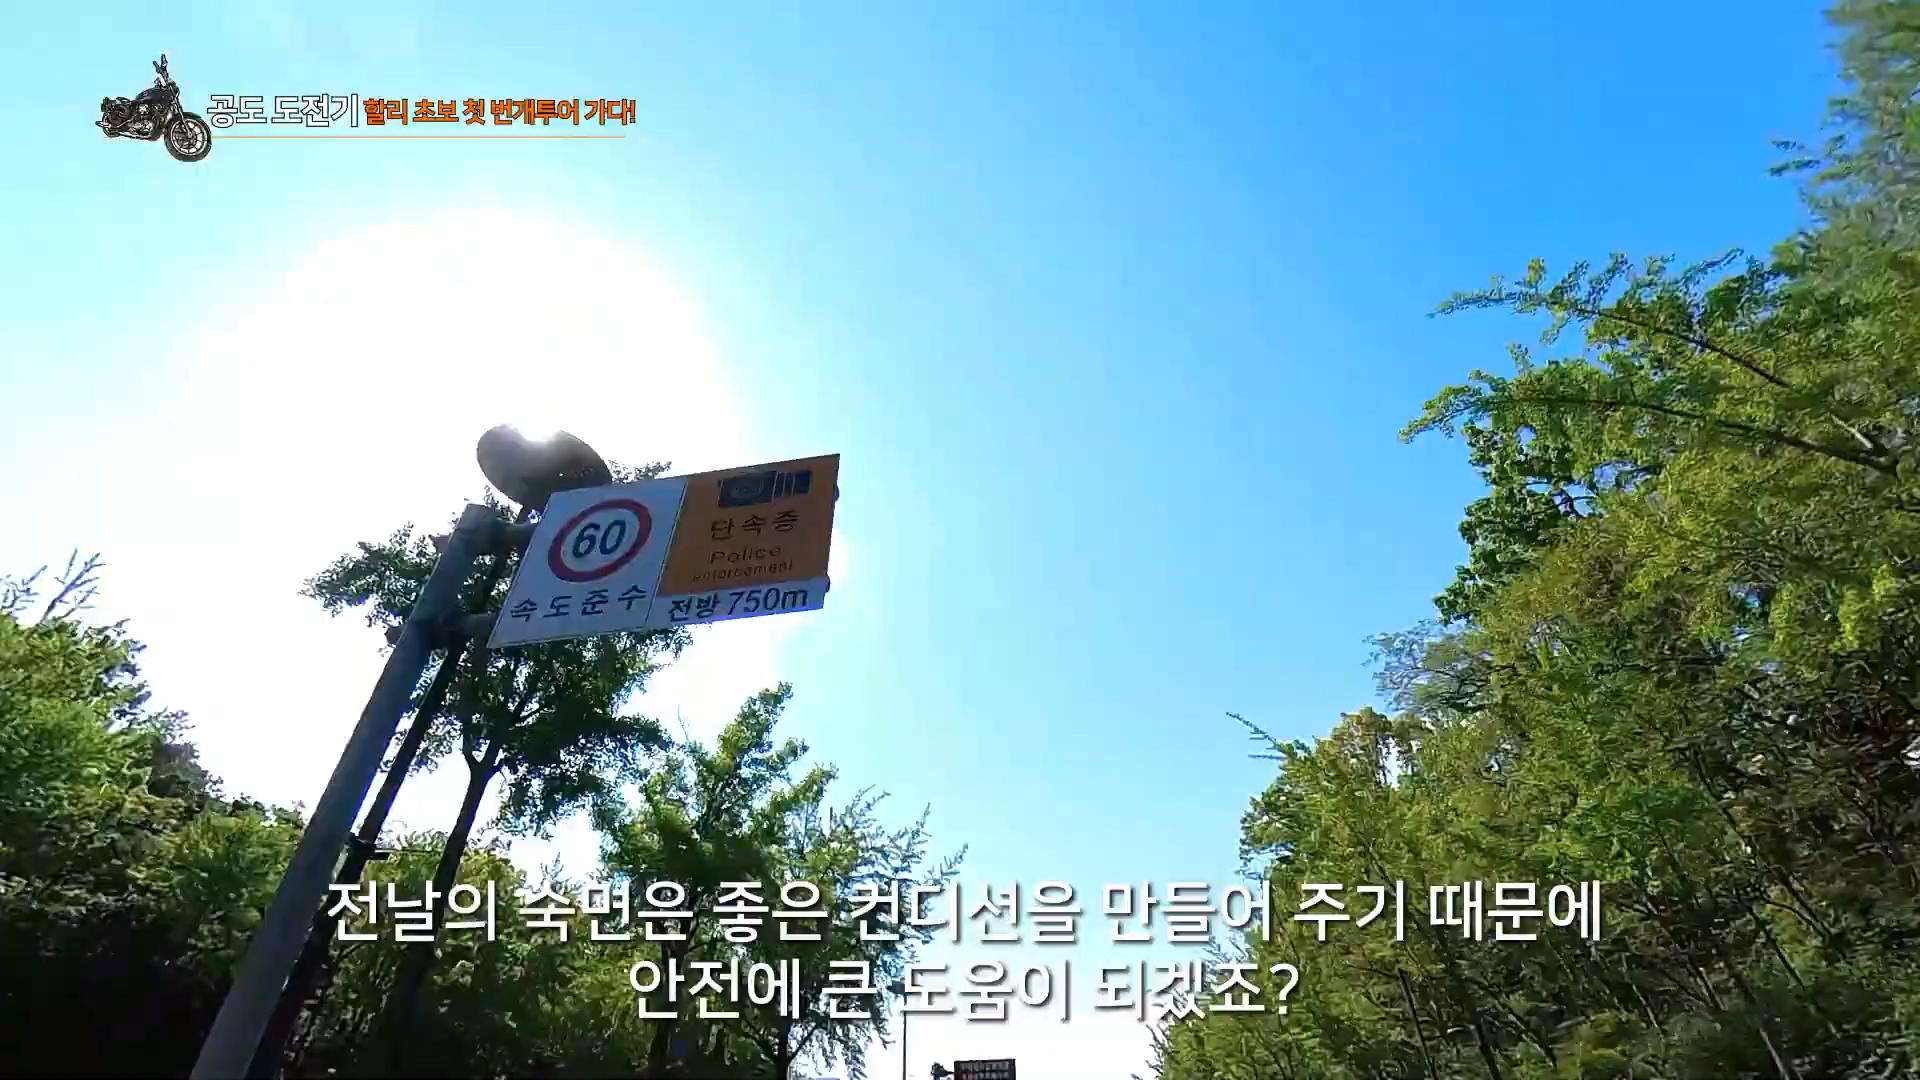 공도 도전기 할리 초보 첫 번개투어 가다!
60
속도준수
단속중
Police
enforcement
전방 750m
전날의 숙면은 좋은 컨디션을 만들어 주기 때문에
안전에 큰 도움이 되겠죠?